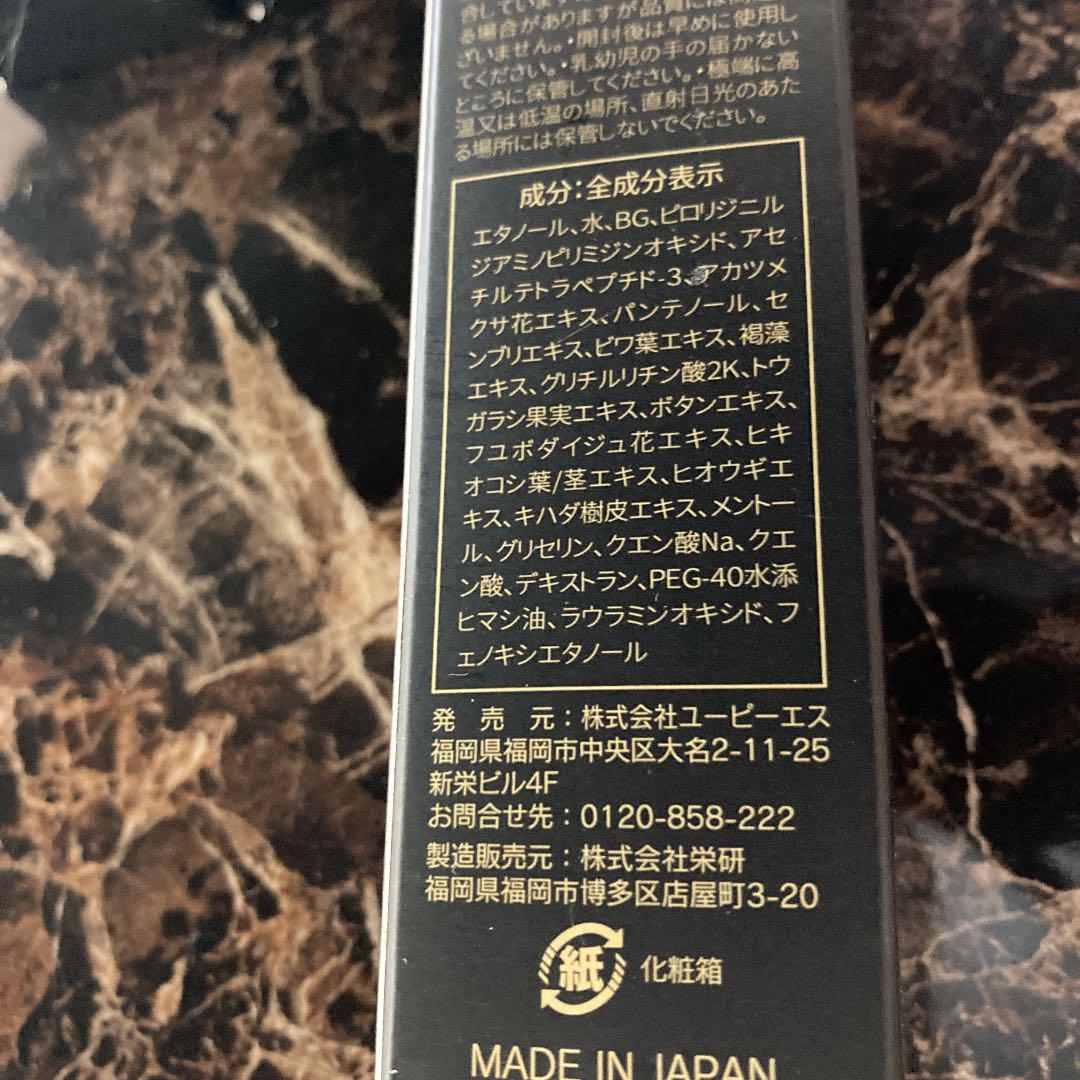 合しています
る場合がありますが品質には
ざいません。・開封後は早めに使用し
てください。・乳幼児の手の届かない
ところに保管してください。・極端に高
温又は低温の場所、直射日光のあた
る場所には保管しないでください。
成分：全成分表示
エタノール、水、BG、ピロリジニル
ジアミノピリミジンオキシド、アセ
チルテトラペプチド-3、アカツメ
クサ花エキス、パンテノール、セ
ンブリエキス、ビワ葉エキス、褐藻
エキス、グリチルリチン酸2K、トウ
ガラシ果実エキス、ボタンエキス、
フユボダイジュ花エキス、ヒキ
オコシ葉/茎エキス、ヒオウギエ
キス、キハダ樹皮エキス、メントー
ル、グリセリン、クエン酸Na、クエ
ン酸、デキストラン、PEG-40水添
ヒマシ油、ラウラミンオキシド、フ
ェノキシエタノール
発売元：株式会社ユーピーエス
福岡県福岡市中央区大名2-11-25
新栄ビル4F
お問合せ先：0120-858-222
製造販売元：株式会社栄研
福岡県福岡市博多区店屋町3-20
紙 化粧箱
MADE IN JAPAN